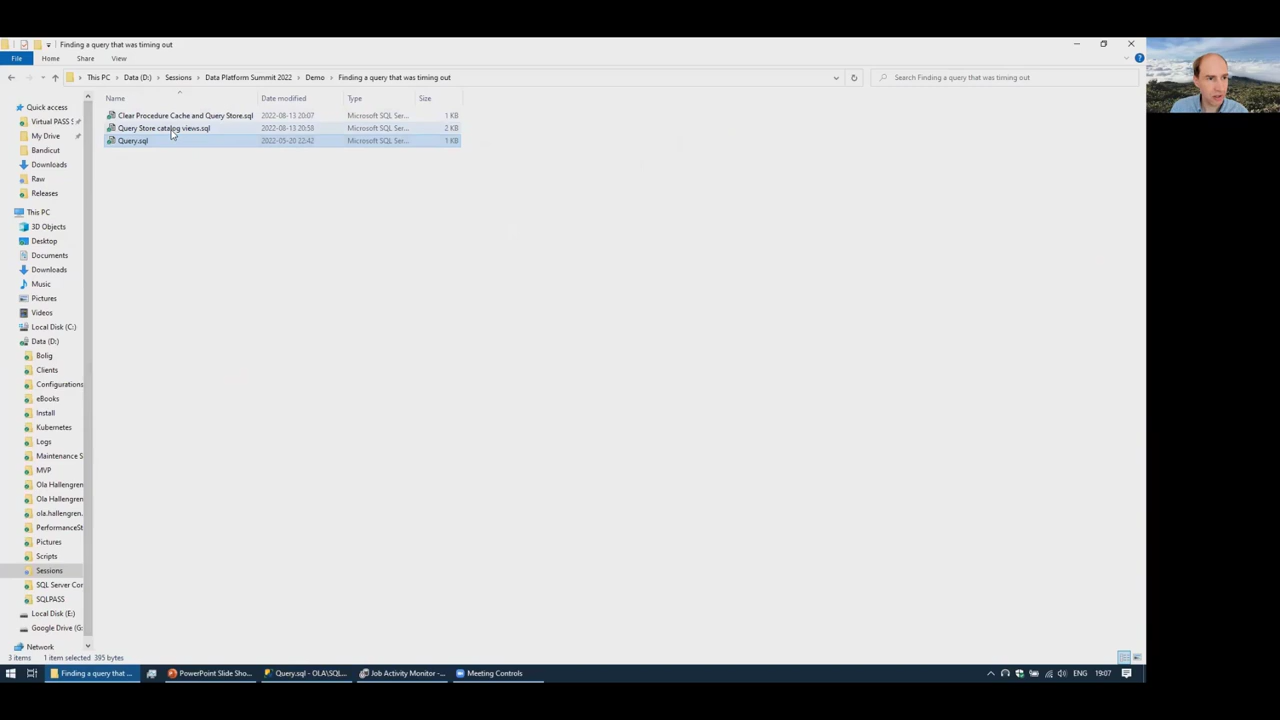 Finding a query that was timing out
File
Home
Share
View
This PC
Data (D:)
Sessions
Data Platform Summit 2022
Demo
Finding a query that was timing out
Search Finding a query that was timing out
Name
Date modified
Type
Size
Clear Procedure Cache and Query Store.sql
2022-08-13 20:07
Microsoft SQL Ser...
1 KB
Query Store catalog views.sql
2022-08-13 20:58
Microsoft SQL Ser...
2 KB
Query.sql
2022-05-20 22:42
Microsoft SQL Ser...
1 KB
Quick access
Virtual PASS S
My Drive
Bandicut
Downloads
Raw
Releases
This PC
3D Objects
Desktop
Documents
Downloads
Music
Pictures
Videos
Local Disk (C:)
Data (D:)
Bolig
Clients
Configurations
eBooks
Install
Kubernetes
Logs
Maintenance S
MVP
Ola Hallengren
Ola Hallengren
ola.hallengren.
PerformanceSt
Pictures
Scripts
Sessions
SQL Server Cor
SQLPASS
Local Disk (E:)
Google Drive (G:
Network
3 items
1 item selected
395 bytes
Finding a query that ...
PowerPoint Slide Sho...
Query.sql - OLA\SQL...
Job Activity Monitor -...
Meeting Controls
ENG
19:07